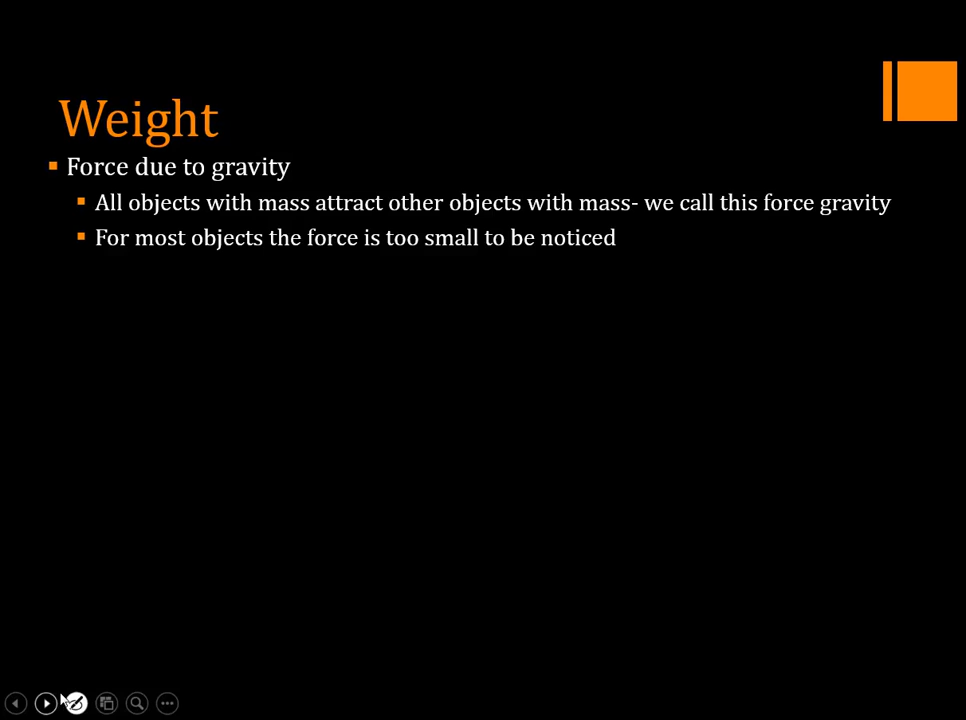 Weight
Force due to gravity
All objects with mass attract other objects with mass- we call this force gravity
For most objects the force is too small to be noticed